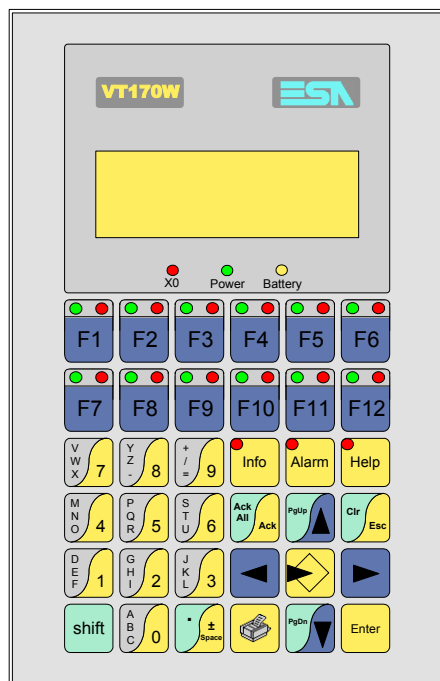 VT170W ESA
X0 Power Battery
F1 F2 F3 F4 F5 F6
F7 F8 F9 F10 F11 F12
V W X 7 Y Z - 8 + / = 9 Info Alarm Help
M N O 4 P Q R 5 S T U 6 Ack All Ack PgUp Clr Esc
D E F 1 G H I 2 J K L 3
shift A B C 0 . ± Space PgDn Enter